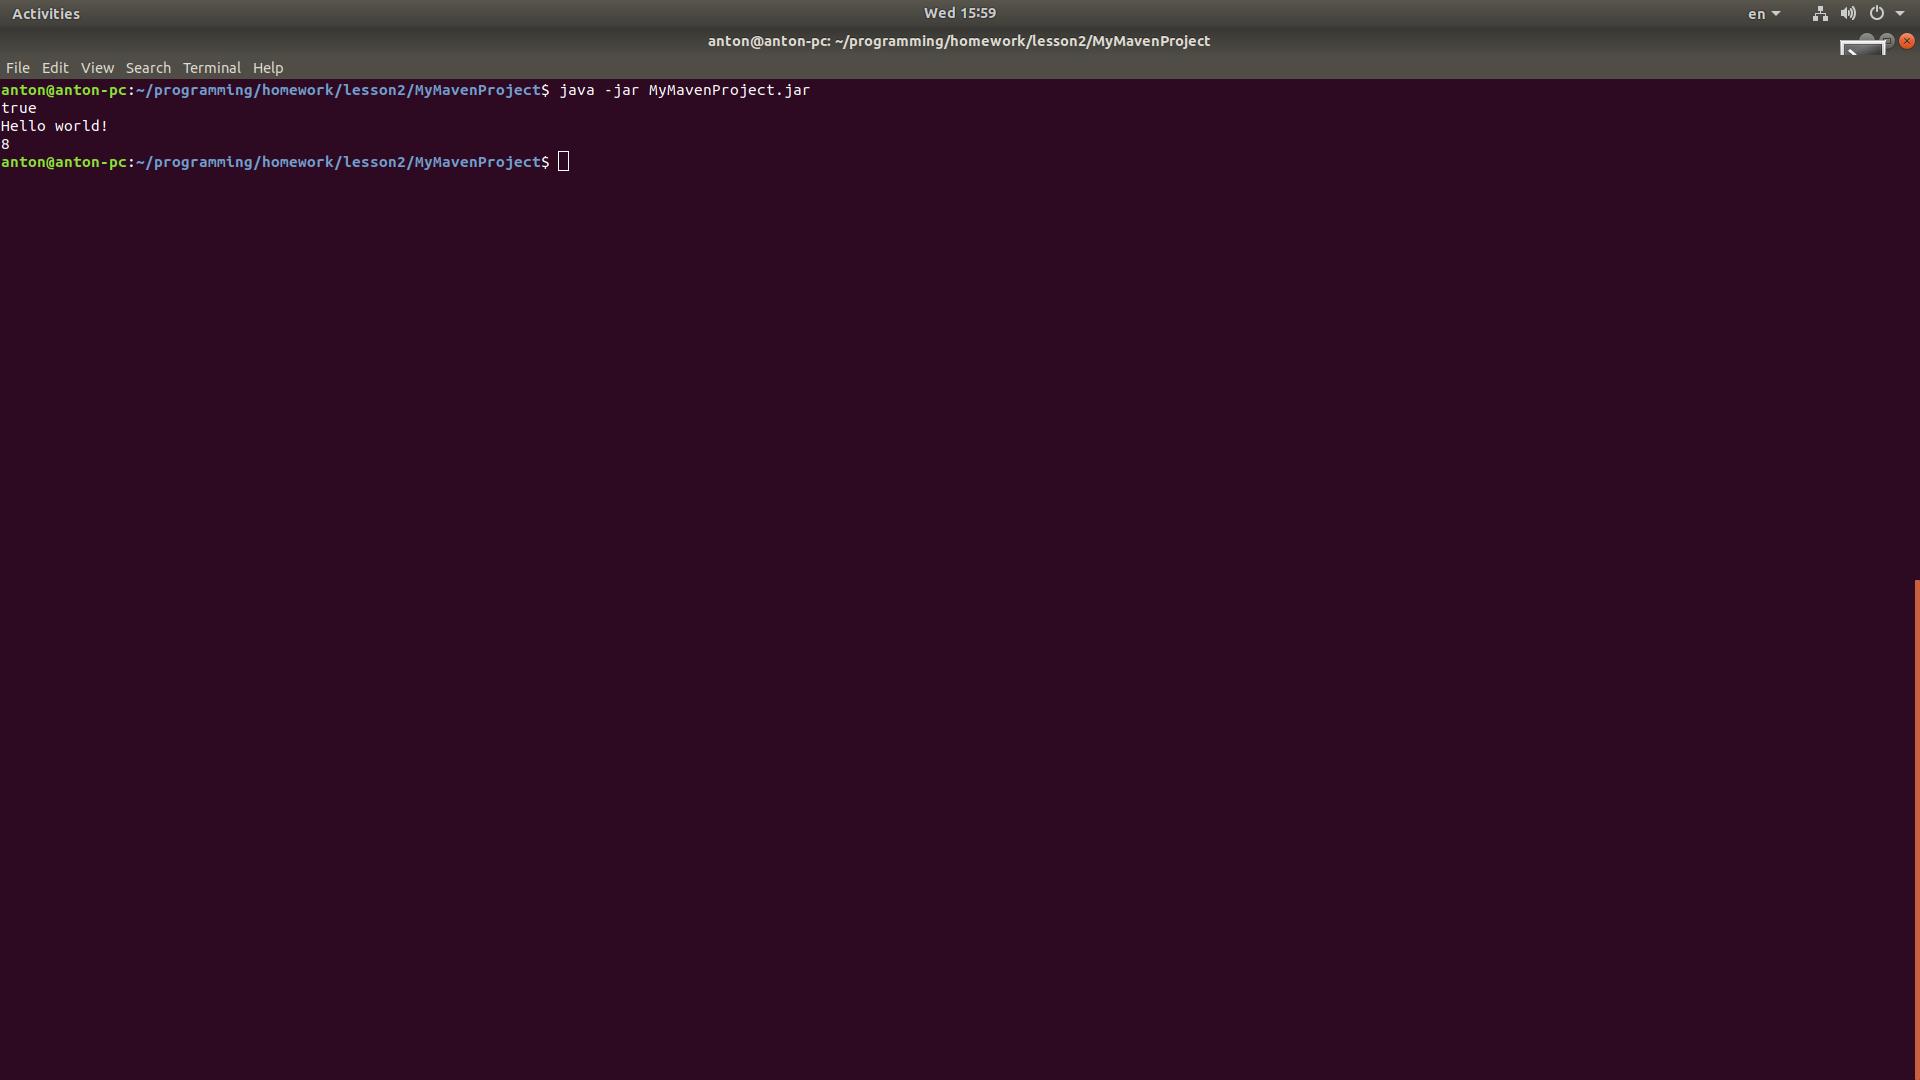 Activities
Wed 15:59
en
anton@anton-pc: ~/programming/homework/lesson2/MyMavenProject
File Edit View Search Terminal Help
anton@anton-pc:~/programming/homework/lesson2/MyMavenProject$ java -jar MyMavenProject.jar
true
Hello world!
8
anton@anton-pc:~/programming/homework/lesson2/MyMavenProject$